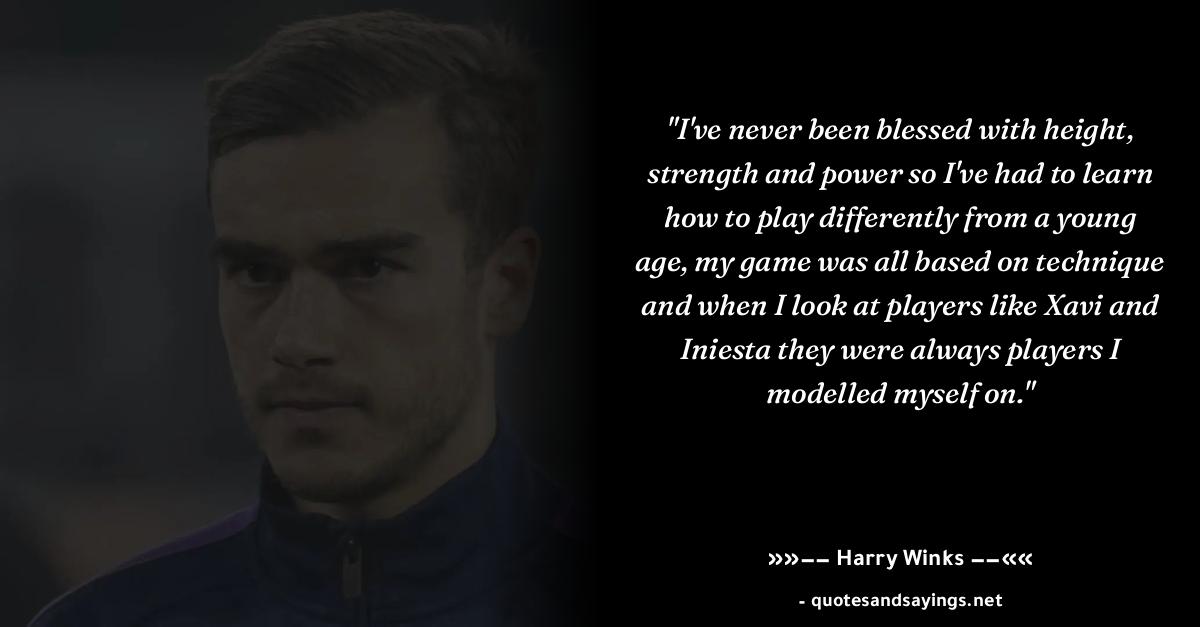 "I've never been blessed with height,
strength and power so I've had to learn
how to play differently from a young
age, my game was all based on technique
and when I look at players like Xavi and
Iniesta they were always players I
modelled myself on."
»»−− Harry Winks −−««
- quotesandsayings.net